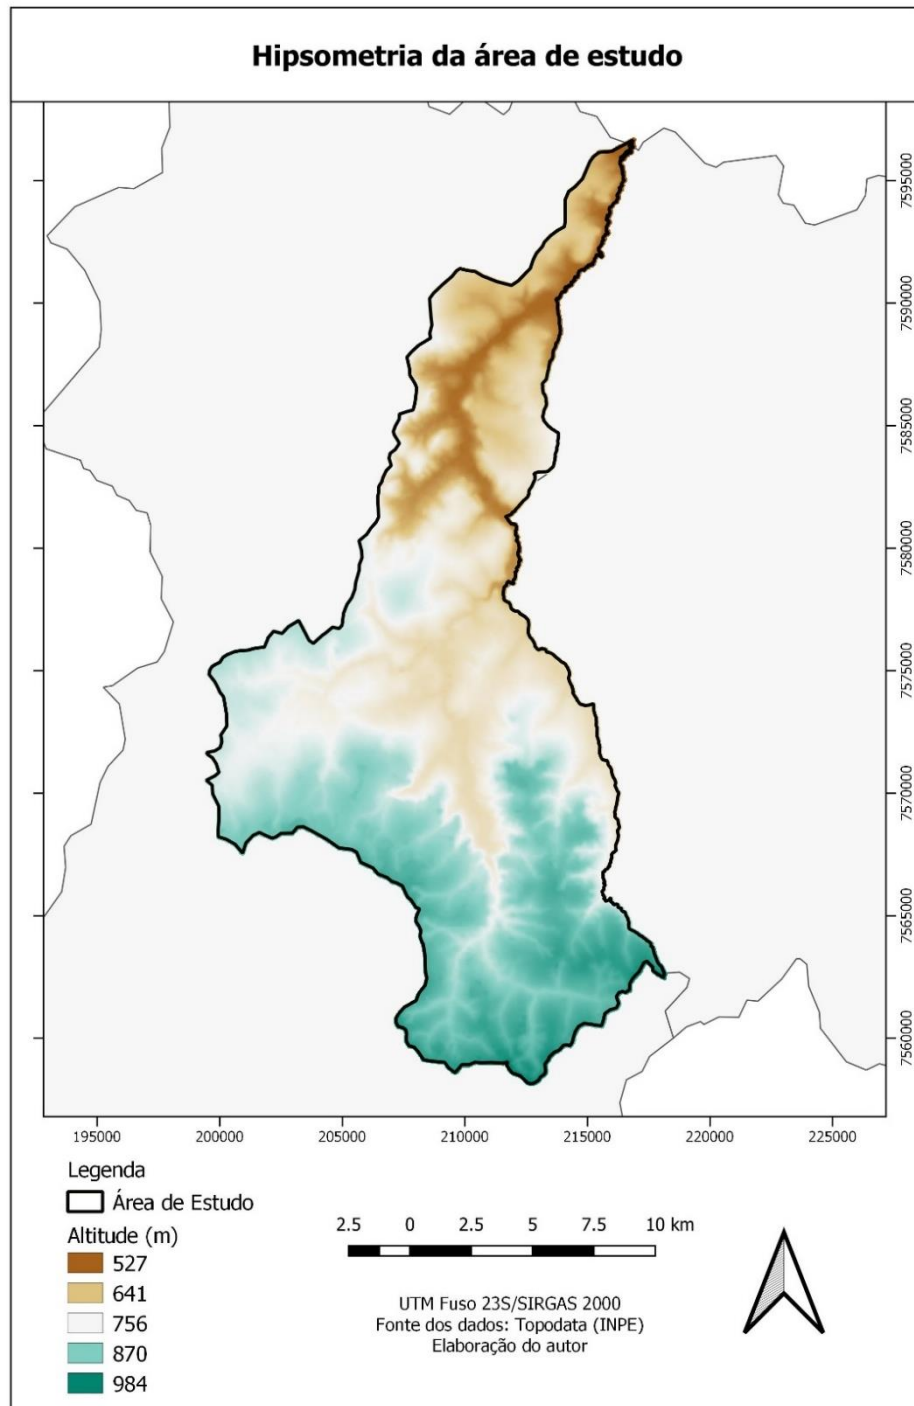 Hipsometria da área de estudo
7595000
7590000
7585000
7580000
7575000
7570000
7565000
7560000
195000 200000 205000 210000 215000 220000 225000
Legenda
Área de Estudo
Altitude (m)
527
641
756
870
984
2.5 0 2.5 5 7.5 10 km
UTM Fuso 23S/SIRGAS 2000
Fonte dos dados: Topodata (INPE)
Elaboração do autor